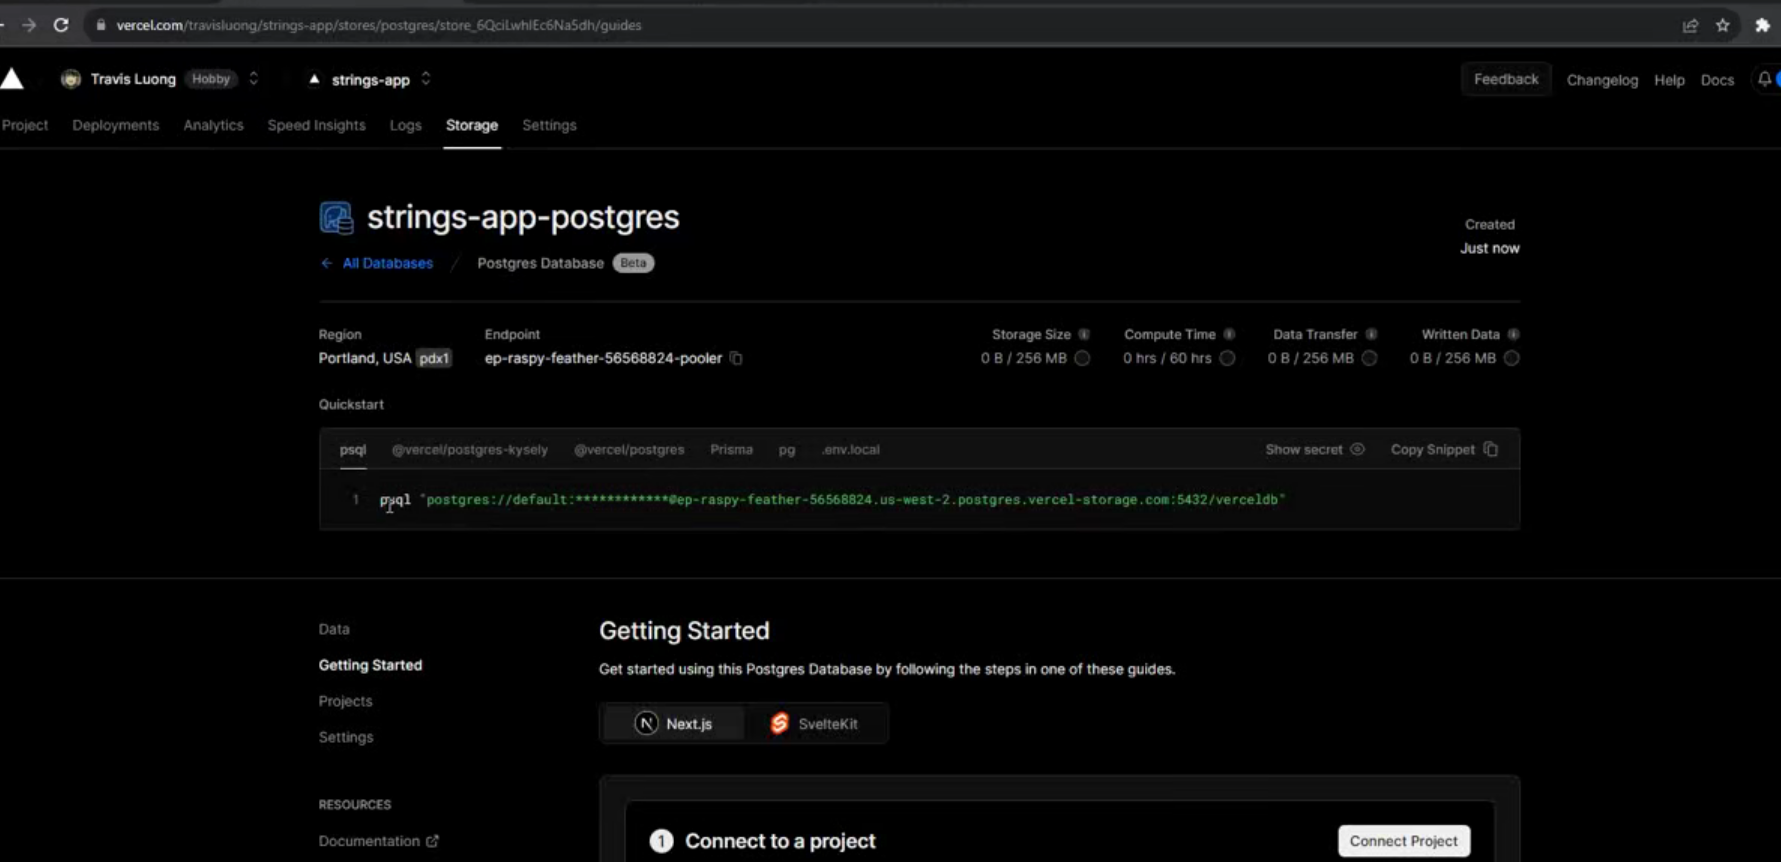 vercel.com/travisluong/strings-app/stores/postgres/store_6QciLwhlEc6Na5dh/guides
Travis Luong Hobby strings-app Feedback Changelog Help Docs
Project Deployments Analytics Speed Insights Logs Storage Settings
strings-app-postgres
Created
Just now
← All Databases / Postgres Database Beta
Region Endpoint Storage Size Compute Time Data Transfer Written Data
Portland, USA pdx1 ep-raspy-feather-56568824-pooler 0 B / 256 MB 0 hrs / 60 hrs 0 B / 256 MB 0 B / 256 MB
Quickstart
psql @vercel/postgres-kysely @vercel/postgres Prisma pg .env.local Show secret Copy Snippet
1 psql "postgres://default:************@ep-raspy-feather-56568824.us-west-2.postgres.vercel-storage.com:5432/verceldb"
Data
Getting Started
Projects
Settings
RESOURCES
Documentation
Getting Started
Get started using this Postgres Database by following the steps in one of these guides.
Next.js SvelteKit
1 Connect to a project Connect Project